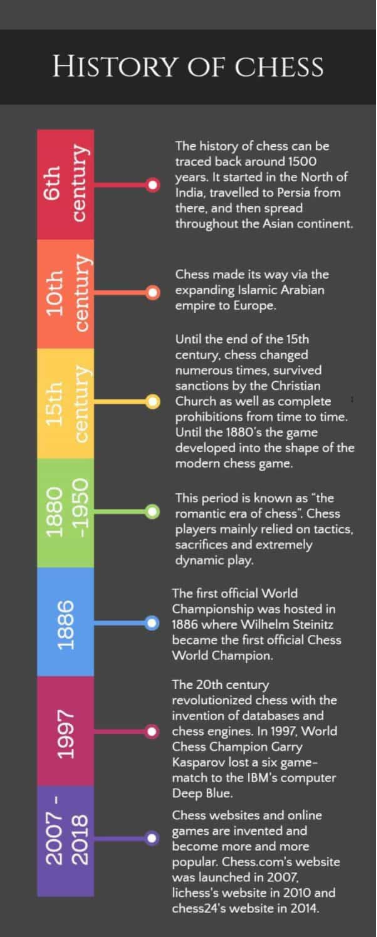 HISTORY OF CHESS
6th
century
The history of chess can be
traced back around 1500
years. It started in the North of
India, travelled to Persia from
there, and then spread
throughout the Asian continent.
10th
century
Chess made its way via the
expanding Islamic Arabian
empire to Europe.
15th
century
Until the end of the 15th
century, chess changed
numerous times, survived
sanctions by the Christian
Church as well as complete
prohibitions from time to time.
Until the 1880's the game
developed into the shape of the
modern chess game.
1880
-1950
This period is known as "the
romantic era of chess". Chess
players mainly relied on tactics,
sacrifices and extremely
dynamic play.
1886
The first official World
Championship was hosted in
1886 where Wilhelm Steinitz
became the first official Chess
World Champion.
1997
The 20th century
revolutionized chess with the
invention of databases and
chess engines. In 1997, World
Chess Champion Garry
Kasparov lost a six game-
match to the IBM's computer
Deep Blue.
2007 -
2018
Chess websites and online
games are invented and
become more and more
popular. Chess.com's website
was launched in 2007,
lichess's website in 2010 and
chess24's website in 2014.